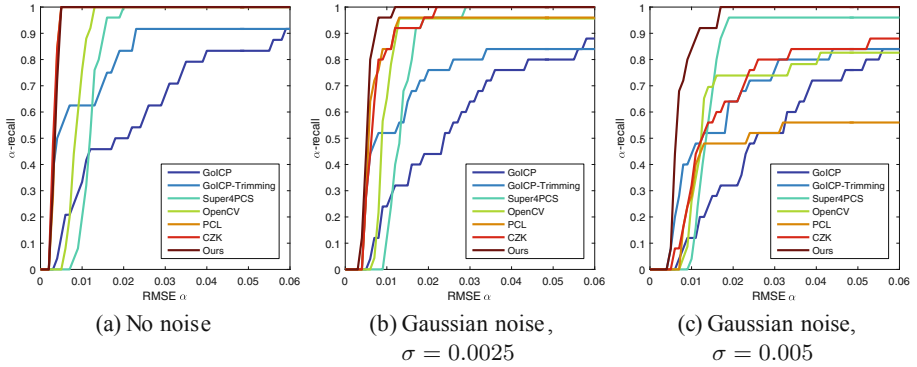 1
0.9
0.8
0.7
0.6
0.5
0.4
0.3
0.2
0.1
0
α-recall
GoICP
GoICP-Trimming
Super4PCS
OpenCV
PCL
CZK
Ours
0 0.01 0.02 0.03 0.04 0.05 0.06
RMSE α
(a) No noise
1
0.9
0.8
0.7
0.6
0.5
0.4
0.3
0.2
0.1
0
α-recall
GoICP
GoICP-Trimming
Super4PCS
OpenCV
PCL
CZK
Ours
0 0.01 0.02 0.03 0.04 0.05 0.06
RMSE α
(b) Gaussian noise,
σ = 0.0025
1
0.9
0.8
0.7
0.6
0.5
0.4
0.3
0.2
0.1
0
α-recall
GoICP
GoICP-Trimming
Super4PCS
OpenCV
PCL
CZK
Ours
0 0.01 0.02 0.03 0.04 0.05 0.06
RMSE α
(c) Gaussian noise,
σ = 0.005